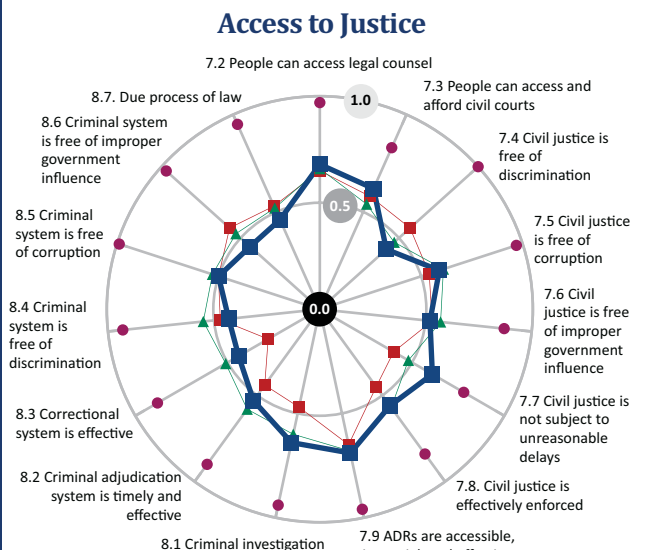 Access to Justice
7.2 People can access legal counsel
1.0
7.3 People can access and
afford civil courts
7.4 Civil justice is
free of
discrimination
7.5 Civil justice
is free of
corruption
7.6 Civil
justice is free
of improper
government
influence
7.7 Civil justice is
not subject to
unreasonable
delays
7.8. Civil justice is
effectively enforced
7.9 ADRs are accessible,
8.1 Criminal investigation
8.2 Criminal adjudication
system is timely and
effective
8.3 Correctional
system is effective
8.4 Criminal
system is
free of
discrimination
8.5 Criminal
system is free
of corruption
8.6 Criminal system
is free of improper
government
influence
8.7. Due process of law
0.5
0.0